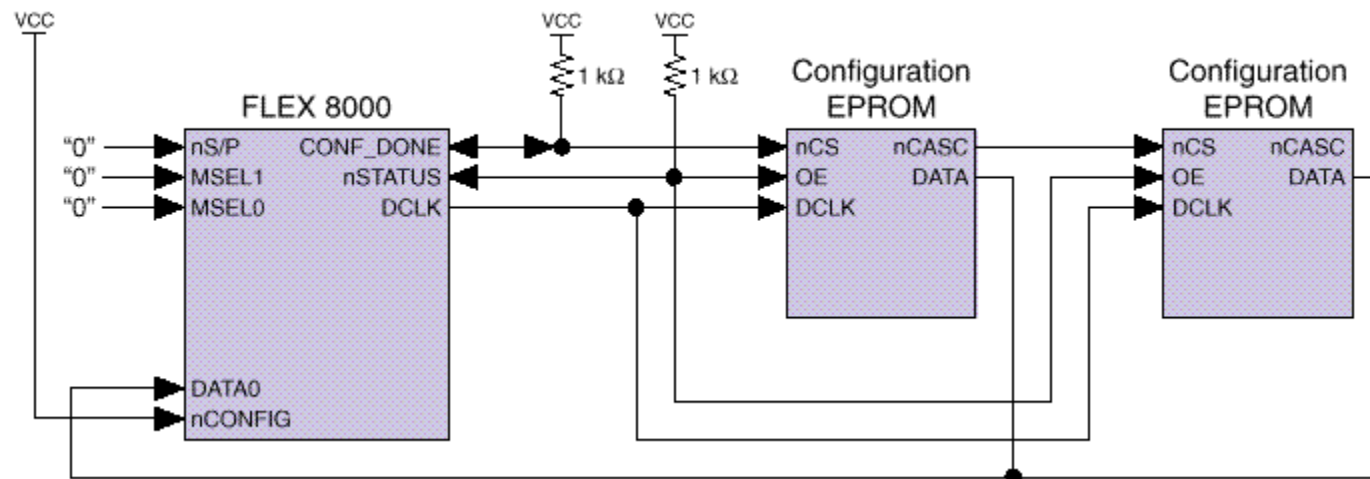 VCC
VCC
VCC
1 kΩ
1 kΩ
Configuration
EPROM
Configuration
EPROM
FLEX 8000
“0”
nS/P
CONF_DONE
nCS
nCASC
nCS
nCASC
“0”
MSEL1
nSTATUS
OE
DATA
OE
DATA
“0”
MSEL0
DCLK
DCLK
DCLK
DATA0
nCONFIG